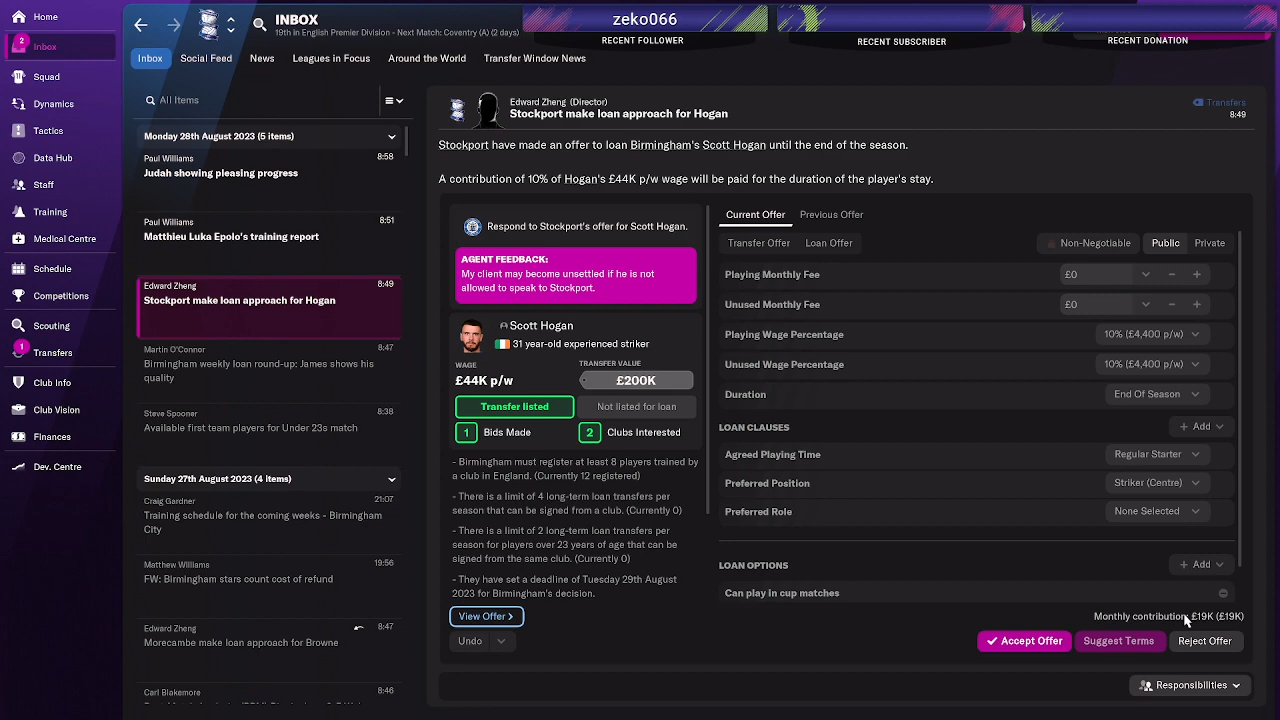 Home
2
Inbox
Squad
Dynamics
Tactics
Data Hub
Staff
Training
Medical Centre
Schedule
Competitions
Scouting
1
Transfers
Club Info
Club Vision
Finances
Dev. Centre
INBOX
19th in English Premier Division - Next Match: Coventry (A) (2 days)
zeko066
RECENT FOLLOWER
RECENT SUBSCRIBER
RECENT DONATION
Inbox
Social Feed
News
Leagues in Focus
Around the World
Transfer Window News
All Items
Monday 28th August 2023 (5 items)
Paul Williams 8:58
Judah showing pleasing progress
Paul Williams 8:51
Matthieu Luka Epolo's training report
Edward Zheng 8:49
Stockport make loan approach for Hogan
Martin O'Connor 8:47
Birmingham weekly loan round-up: James shows his
quality
Steve Spooner 8:38
Available first team players for Under 23s match
Sunday 27th August 2023 (4 items)
Craig Gardner 21:07
Training schedule for the coming weeks - Birmingham
City
Matthew Williams 19:56
FW: Birmingham stars count cost of refund
Edward Zheng 8:47
Morecambe make loan approach for Browne
Carl Blakemore 8:46
Edward Zheng (Director)
Stockport make loan approach for Hogan
Transfers
8:49
Stockport have made an offer to loan Birmingham's Scott Hogan until the end of the season.
A contribution of 10% of Hogan's £44K p/w wage will be paid for the duration of the player's stay.
Respond to Stockport's offer for Scott Hogan.
AGENT FEEDBACK:
My client may become unsettled if he is not
allowed to speak to Stockport.
Scott Hogan
31 year-old experienced striker
WAGE
£44K p/w
TRANSFER VALUE
£200K
Transfer listed
Not listed for loan
1 Bids Made
2 Clubs Interested
- Birmingham must register at least 8 players trained by
a club in England. (Currently 12 registered)
- There is a limit of 4 long-term loan transfers per
season that can be signed from a club. (Currently 0)
- There is a limit of 2 long-term loan transfers per
season for players over 23 years of age that can be
signed from the same club. (Currently 0)
- They have set a deadline of Tuesday 29th August
2023 for Birmingham's decision.
View Offer
Undo
Current Offer
Previous Offer
Transfer Offer
Loan Offer
Non-Negotiable
Public
Private
Playing Monthly Fee £0
Unused Monthly Fee £0
Playing Wage Percentage 10% (£4,400 p/w)
Unused Wage Percentage 10% (£4,400 p/w)
Duration End Of Season
LOAN CLAUSES + Add
Agreed Playing Time Regular Starter
Preferred Position Striker (Centre)
Preferred Role None Selected
LOAN OPTIONS + Add
Can play in cup matches
Monthly contribution: £19K (£19K)
Accept Offer
Suggest Terms
Reject Offer
Responsibilities